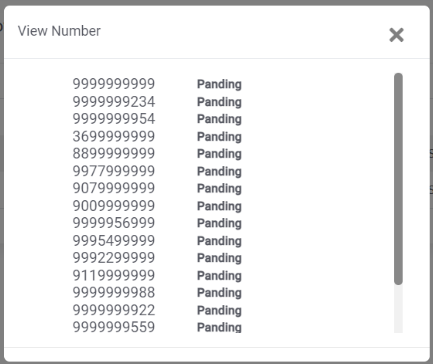 View Number
9999999999 Panding
9999999234 Panding
9999999954 Panding
3699999999 Panding
8899999999 Panding
9977999999 Panding
9079999999 Panding
9009999999 Panding
9999956999 Panding
9995499999 Panding
9992299999 Panding
9119999999 Panding
9999999988 Panding
9999999922 Panding
9999999559 Panding